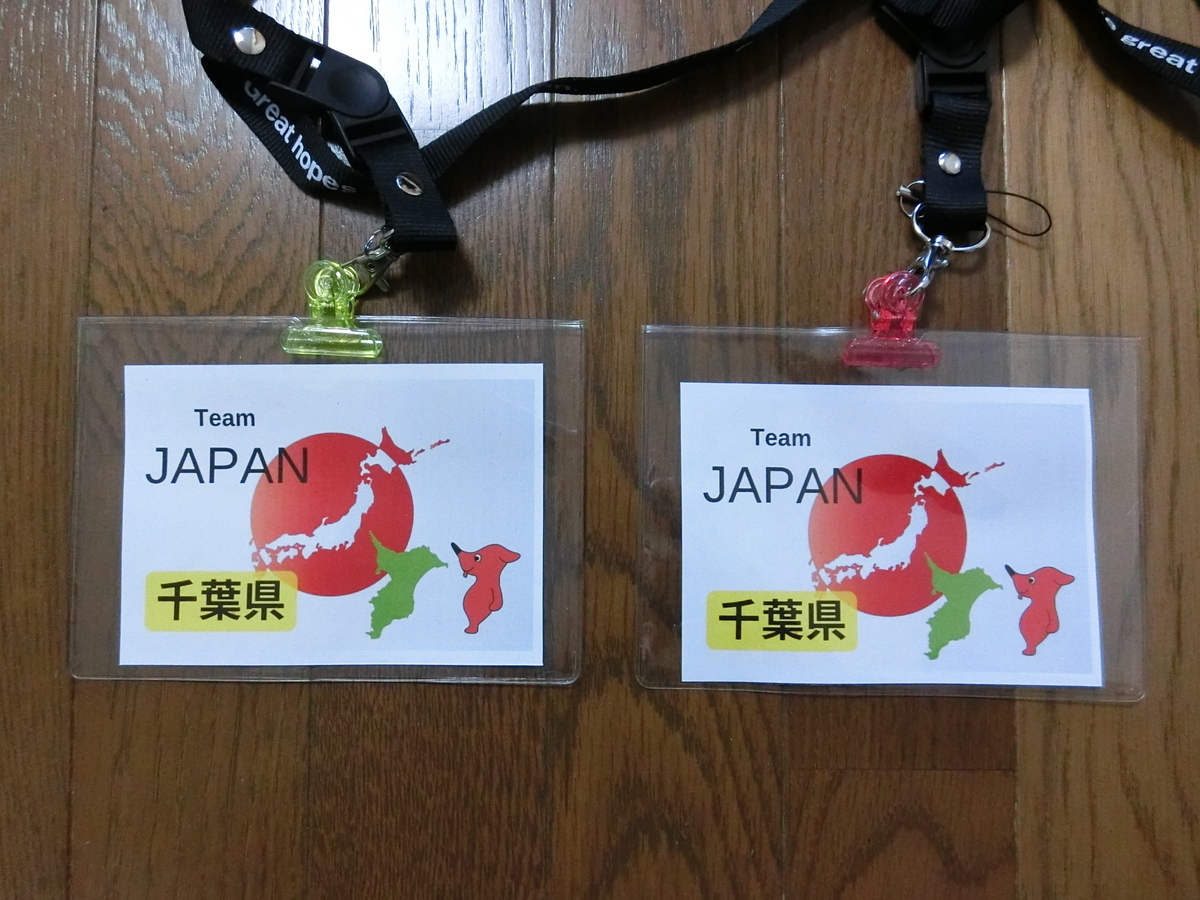 Great hopes
great
Team
JAPAN
千葉県
Team
JAPAN
千葉県